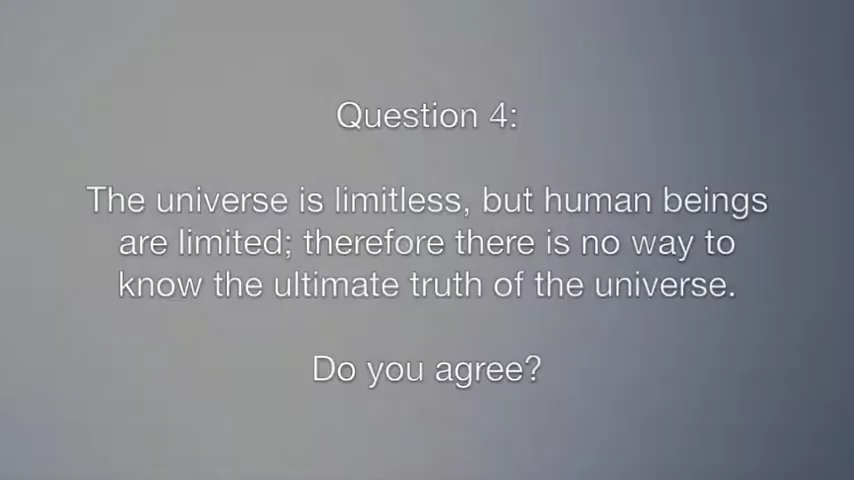 Question 4:
The universe is limitless, but human beings
are limited; therefore there is no way to
know the ultimate truth of the universe.
Do you agree?